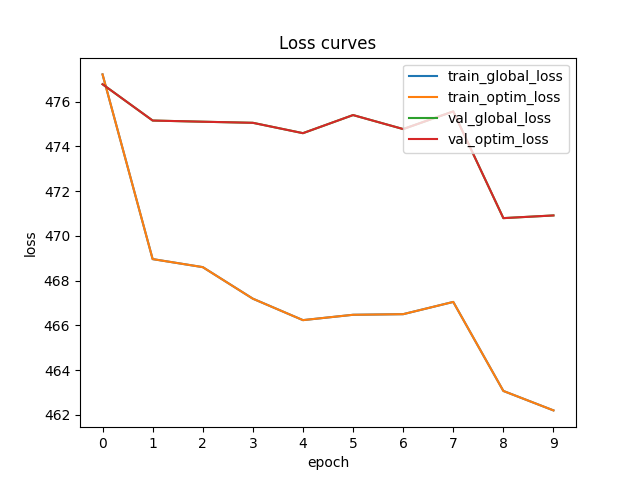 Loss curves
train_global_loss
train_optim_loss
val_global_loss
val_optim_loss
476
474
472
470
468
466
464
462
loss
0 1 2 3 4 5 6 7 8 9
epoch